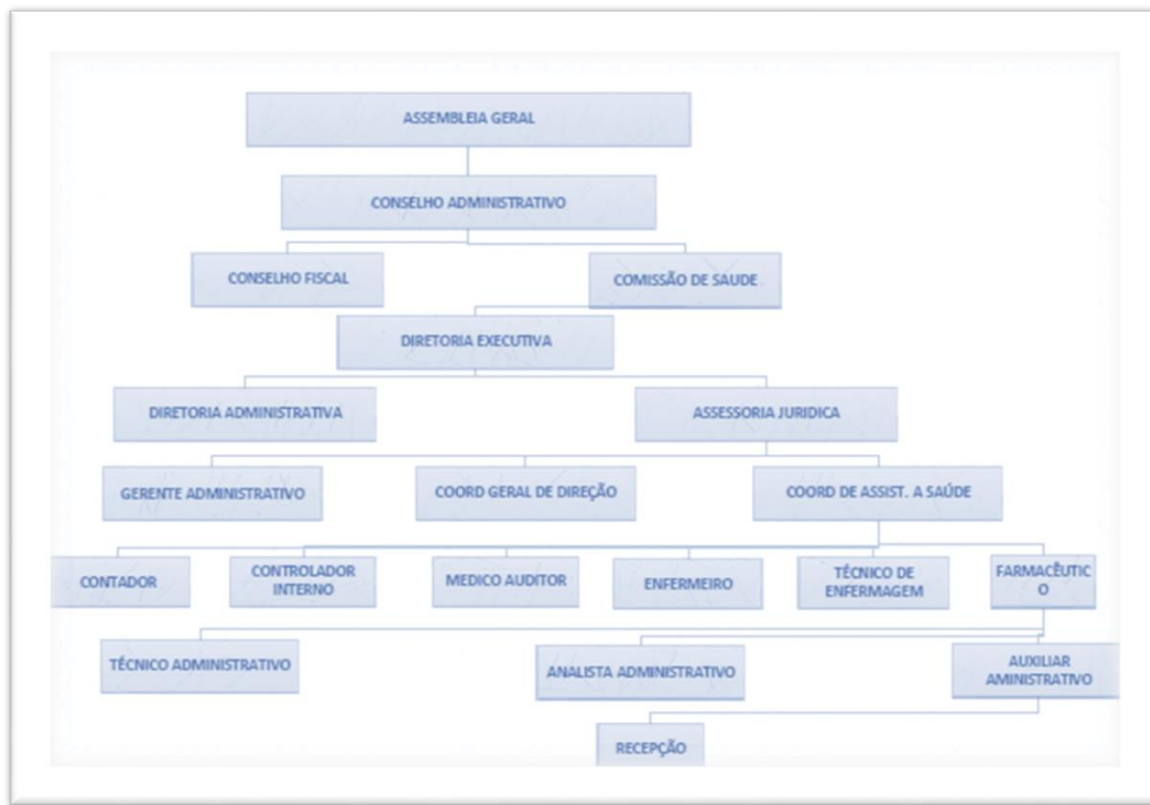 ASSEMBLEIA GERAL
CONSELHO ADMINISTRATIVO
CONSELHO FISCAL
COMISSÃO DE SAUDE
DIRETORIA EXECUTIVA
DIRETORIA ADMINISTRATIVA
ASSESSORIA JURIDICA
GERENTE ADMINISTRATIVO
COORD GERAL DE DIREÇÃO
COORD DE ASSIST. A SAÚDE
CONTADOR
CONTROLADOR
INTERNO
MEDICO AUDITOR
ENFERMEIRO
TÉCNICO DE
ENFERMAGEM
FARMACÊUTIC
O
TÉCNICO ADMINISTRATIVO
ANALISTA ADMINISTRATIVO
AUXILIAR
AMINISTRATIVO
RECEPÇÃO